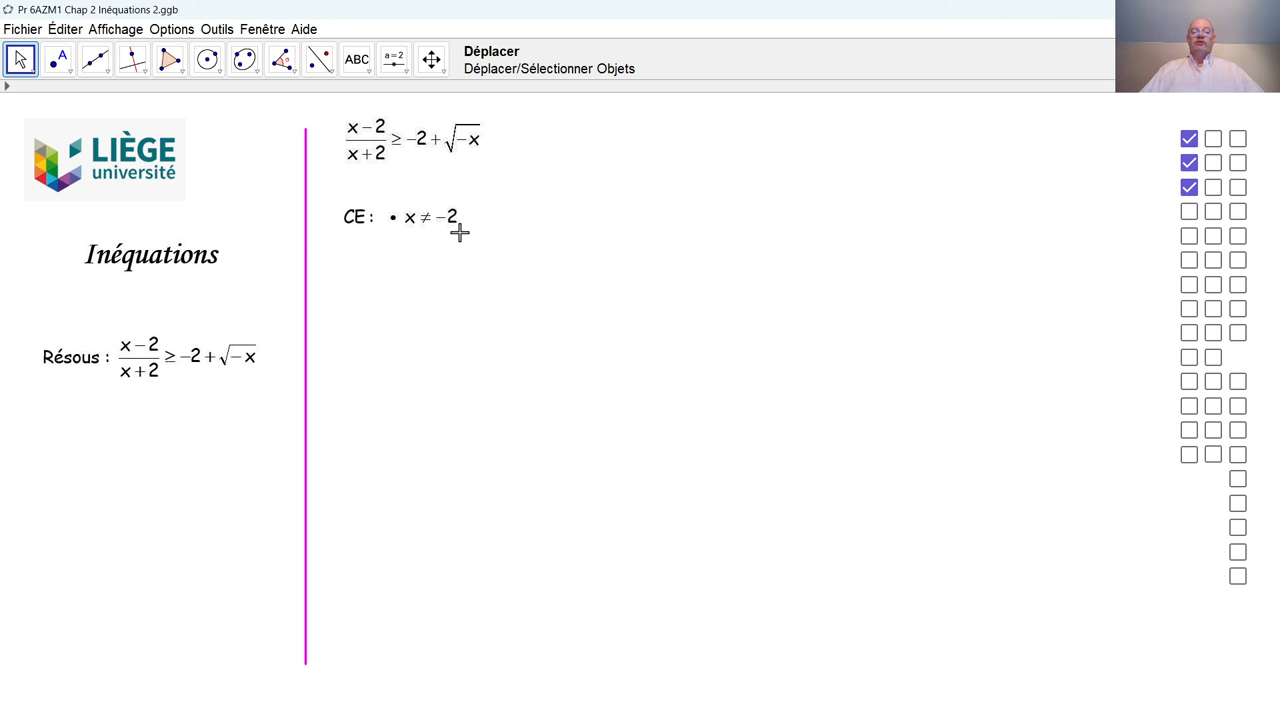 Pr 6AZM1 Chap 2 Inéquations 2.ggb
Fichier Éditer Affichage Options Outils Fenêtre Aide
A ABC a=2
Déplacer
Déplacer/Sélectionner Objets
LIÈGE
université
Inéquations
Résous : (x−2)/(x+2) ≥ −2+√(−x)
(x−2)/(x+2) ≥ −2+√(−x)
CE : • x ≠ −2